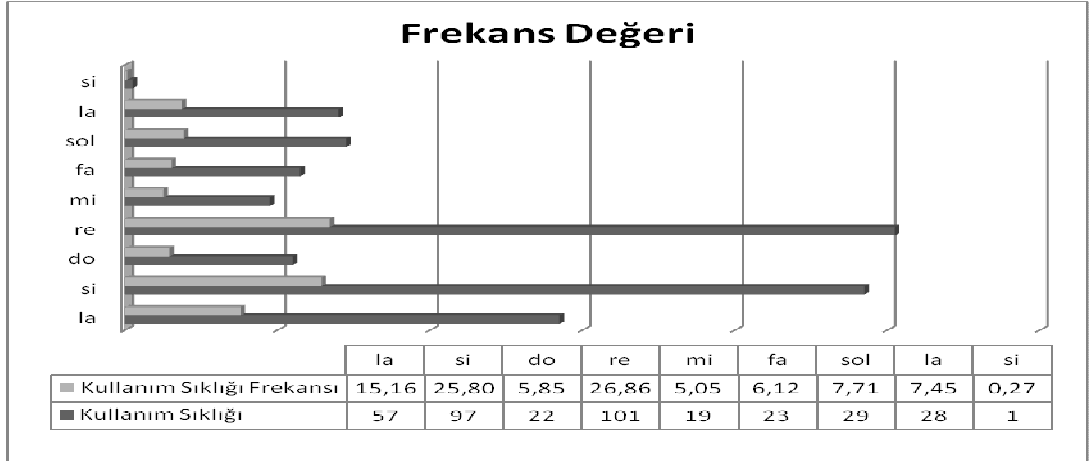 Frekans Değeri
si
la
sol
fa
mi
re
do
si
la
la si do re mi fa sol la si
Kullanım Sıklığı Frekansı 15,16 25,80 5,85 26,86 5,05 6,12 7,71 7,45 0,27
Kullanım Sıklığı 57 97 22 101 19 23 29 28 1